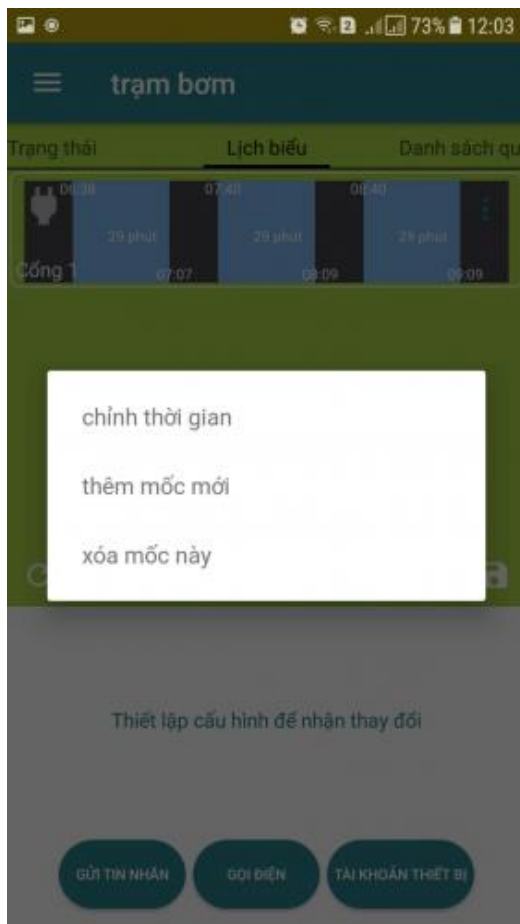 2 73% 12:03
trạm bơm
Trạng thái Lịch biểu Danh sách qu
06:38 07:40 08:40
29 phút 29 phút 29 phút
Cổng 1 07:07 08:09 09:09
chỉnh thời gian
thêm mốc mới
xóa mốc này
Thiết lập cấu hình để nhận thay đổi
GỬI TIN NHẮN GỌI ĐIỆN TÀI KHOẢN THIẾT BỊ